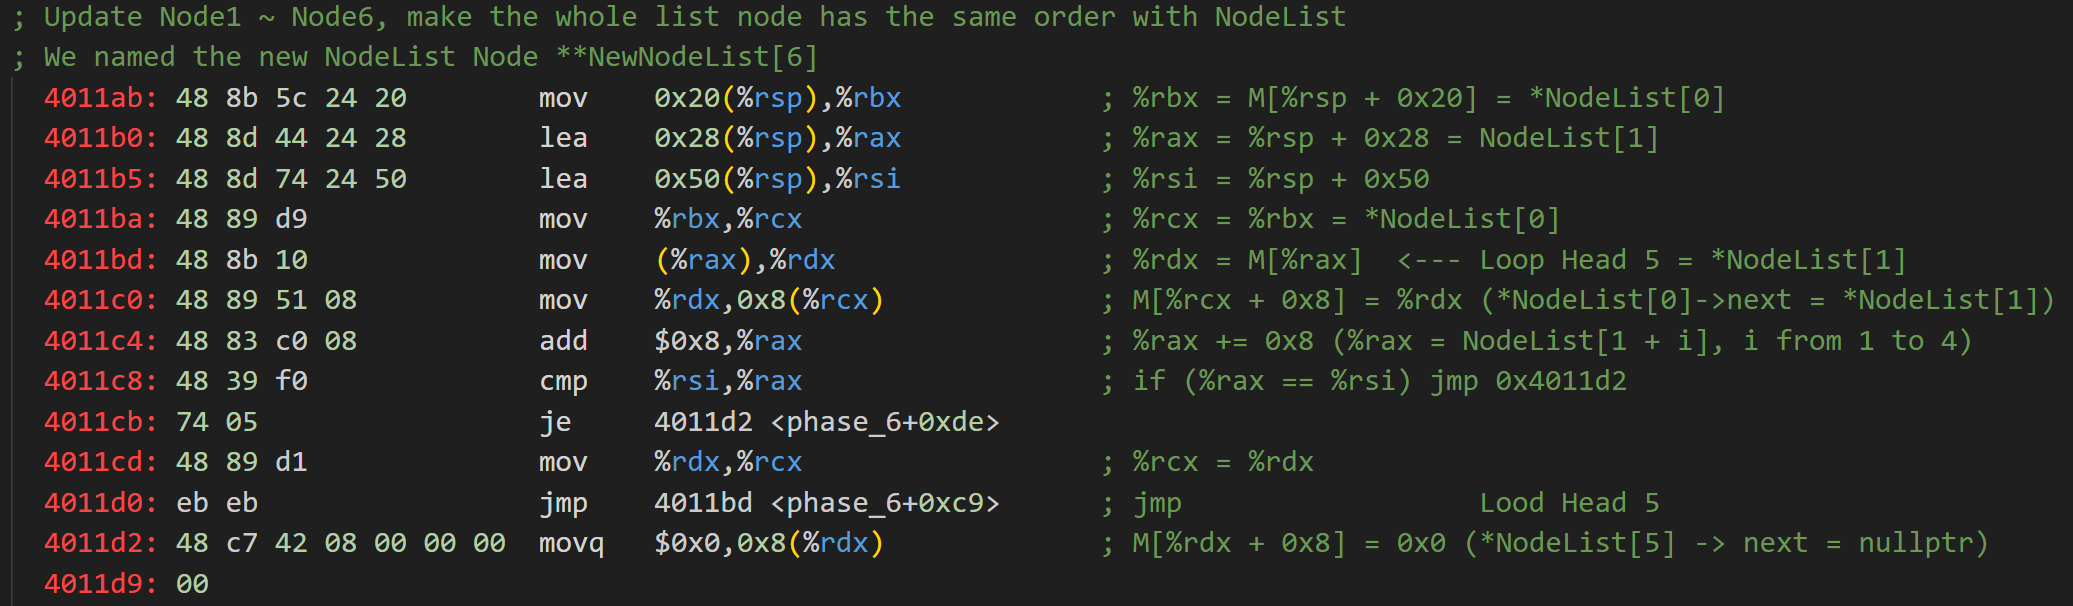 ; Update Node1 ~ Node6, make the whole list node has the same order with NodeList
; We named the new NodeList Node **NewNodeList[6]
4011ab: 48 8b 5c 24 20        mov    0x20(%rsp),%rbx            ; %rbx = M[%rsp + 0x20] = *NodeList[0]
4011b0: 48 8d 44 24 28        lea    0x28(%rsp),%rax            ; %rax = %rsp + 0x28 = NodeList[1]
4011b5: 48 8d 74 24 50        lea    0x50(%rsp),%rsi            ; %rsi = %rsp + 0x50
4011ba: 48 89 d9              mov    %rbx,%rcx                  ; %rcx = %rbx = *NodeList[0]
4011bd: 48 8b 10              mov    (%rax),%rdx                ; %rdx = M[%rax]  <--- Loop Head 5 = *NodeList[1]
4011c0: 48 89 51 08           mov    %rdx,0x8(%rcx)             ; M[%rcx + 0x8] = %rdx (*NodeList[0]->next = *NodeList[1])
4011c4: 48 83 c0 08           add    $0x8,%rax                  ; %rax += 0x8 (%rax = NodeList[1 + i], i from 1 to 4)
4011c8: 48 39 f0              cmp    %rsi,%rax                  ; if (%rax == %rsi) jmp 0x4011d2
4011cb: 74 05                 je     4011d2 <phase_6+0xde>
4011cd: 48 89 d1              mov    %rdx,%rcx                  ; %rcx = %rdx
4011d0: eb eb                 jmp    4011bd <phase_6+0xc9>      ; jmp                  Lood Head 5
4011d2: 48 c7 42 08 00 00 00  movq   $0x0,0x8(%rdx)             ; M[%rdx + 0x8] = 0x0 (*NodeList[5] -> next = nullptr)
4011d9: 00